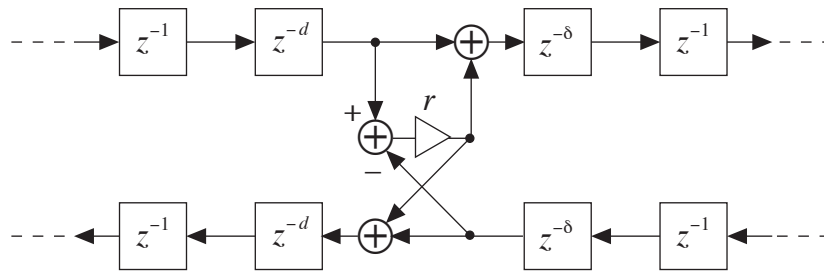 z⁻¹ z⁻ᵈ + z^{-δ} z⁻¹
r
+ +
−
z⁻¹ z⁻ᵈ + z^{-δ} z⁻¹